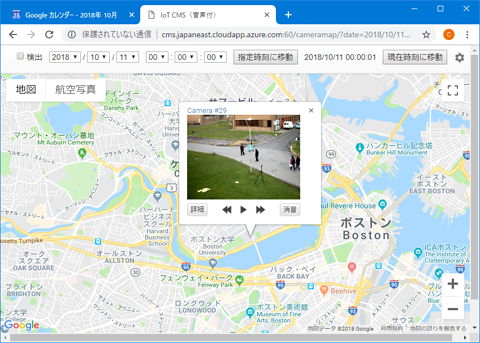 Google カレンダー - 2018年 10月
IoT CMS（音声付）
保護されていない通信
cms.japaneast.cloudapp.azure.com:60/cameramap/?date=2018/10/11...
検出 2018 / 10 / 11 00 : 00 : 00 指定時刻に移動 2018/10/11 00:00:01 現在時刻に移動
地図 航空写真
Camera #29
詳細 消音
マウント・オーバーン墓地
Mt Auburn Cemetery
バンカーヒル記念塔
Bunker Hill Monument
イースト
ボストン
EAST BOSTON
Paul Revere House
ボストン
Boston
ハーバード・
ビジネス
スクール
Harvard
Business
School
ボストン大学
Boston University
オールストン
ALLSTON
オーク
スクエア
OAK SQUARE
ブライトン
BRIGHTON
フェンウェイ・パーク
Fenway Park
バック・ベイ
BACK BAY
ICAボストン
The Institute of
Contemporary
ロングウッド
LONGWOOD
ボストン美術館
Museum of Fine
Arts, Boston
サウス
Google
地図データ ©2018 Google 利用規約 地図の誤りを報告する